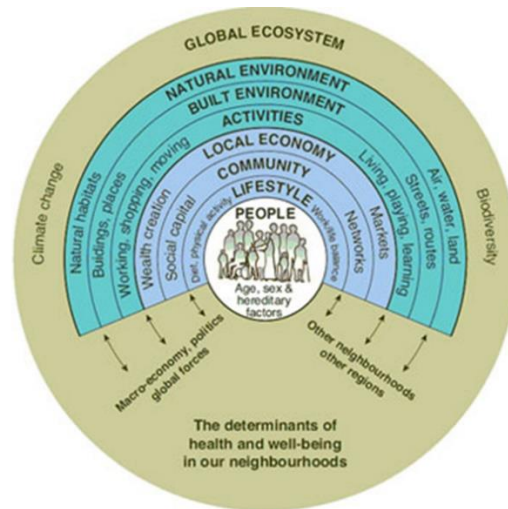 GLOBAL ECOSYSTEM
NATURAL ENVIRONMENT
BUILT ENVIRONMENT
ACTIVITIES
LOCAL ECONOMY
COMMUNITY
LIFESTYLE
PEOPLE
Age, sex &
hereditary
factors
Climate change
Natural habitats
Buidings, places
Working, shopping, moving
Wealth creation
Social capital
Diet, physical activity
Work/life balance
Networks
Markets
Living, playing, learning
Streets, routes
Air, water, land
Biodiversity
Macro-economy, politics
global forces
Other neighbourhoods
other regions
The determinants of
health and well-being
in our neighbourhoods